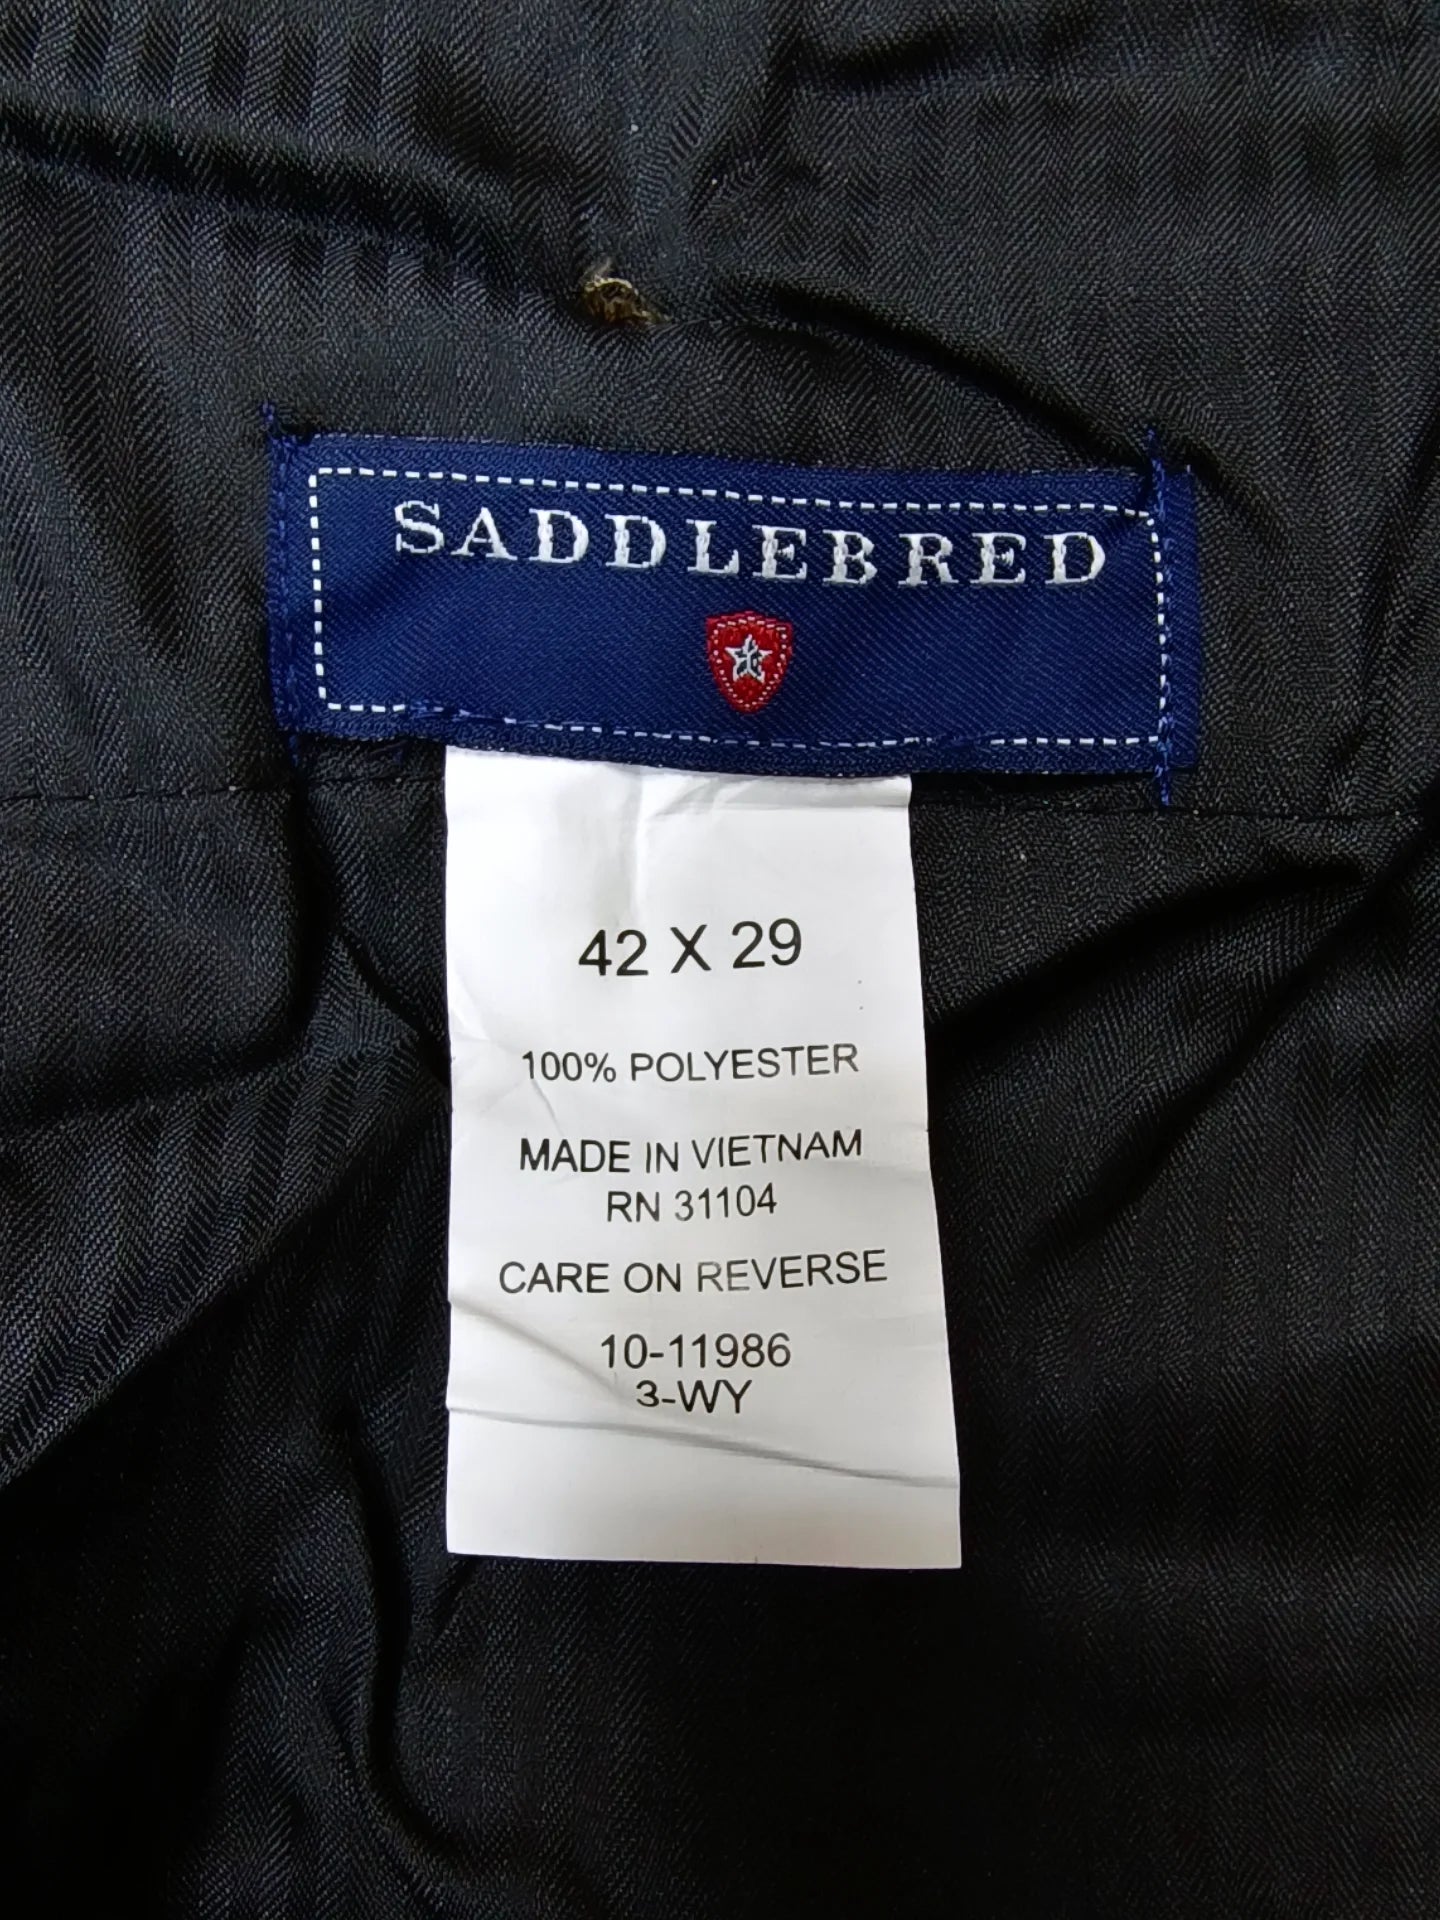 SADDLEBRED
42 X 29
100% POLYESTER
MADE IN VIETNAM
RN 31104
CARE ON REVERSE
10-11986
3-WY